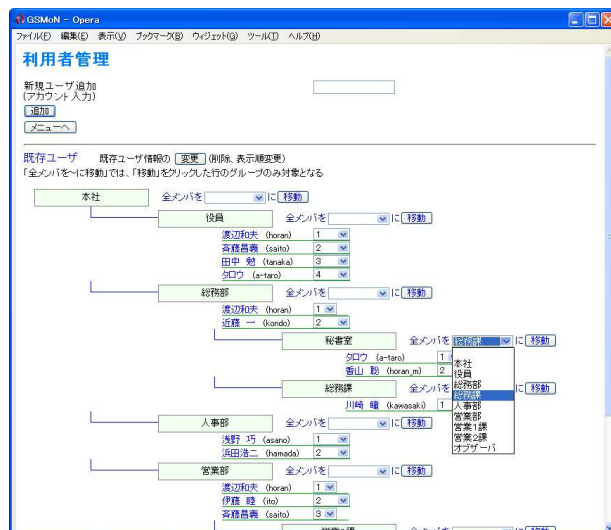 GSMoN - Opera
ファイル(F) 編集(E) 表示(V) ブックマーク(B) ウィジェット(G) ツール(T) ヘルプ(H)
利用者管理
新規ユーザ追加
(アカウント入力)
追加
メニューへ
既存ユーザ 既存ユーザ情報の 変更 (削除、表示順変更)
「全メンバを~に移動」では、「移動」をクリックした行のグループのみ対象となる
本社 全メンバを に 移動
役員 全メンバを に 移動
渡辺和夫 (horan) 1
斉藤昌義 (saito) 2
田中 勉 (tanaka) 3
タロウ (a-taro) 4
総務部 全メンバを に 移動
渡辺和夫 (horan) 1
近藤 一 (kondo) 2
秘書室 全メンバを 総務課 に 移動
タロウ (a-taro) 1
香山 聡 (horan_m) 2
本社
役員
総務部
総務課
人事部
営業部
営業1課
営業2課
オブザーバ
総務課 全メンバを に 移動
川崎 瞳 (kawasaki) 1
人事部 全メンバを に 移動
浅野 巧 (asano) 1
浜田浩二 (hamada) 2
営業部 全メンバを に 移動
渡辺和夫 (horan) 1
伊藤 睦 (ito) 2
斉藤昌義 (saito) 3